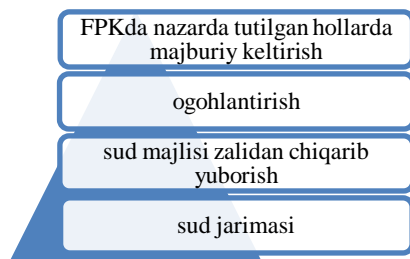 FPKda nazarda tutilgan hollarda
majburiy keltirish
ogohlantirish
sud majlisi zalidan chiqarib
yuborish
sud jarimasi